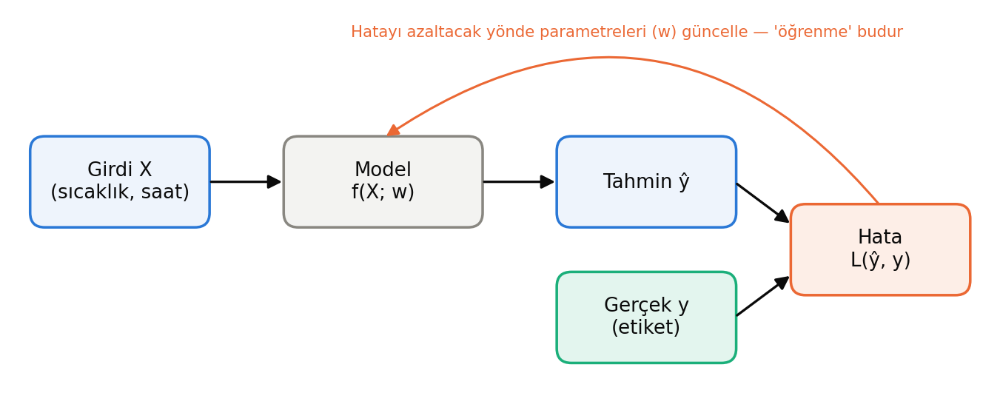 Hatayı azaltacak yönde parametreleri (w) güncelle — 'öğrenme' budur
Girdi X
(sıcaklık, saat)
Model
f(X; w)
Tahmin ŷ
Hata
L(ŷ, y)
Gerçek y
(etiket)